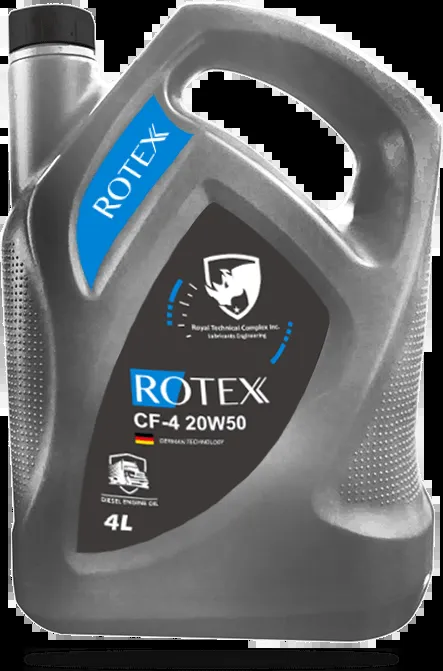 ROTEX
Royal Technical Complex Inc.
Lubricants Engineering
ROTEX
CF-4 20W50
GERMAN TECHNOLOGY
DIESEL ENGINE OIL
4L